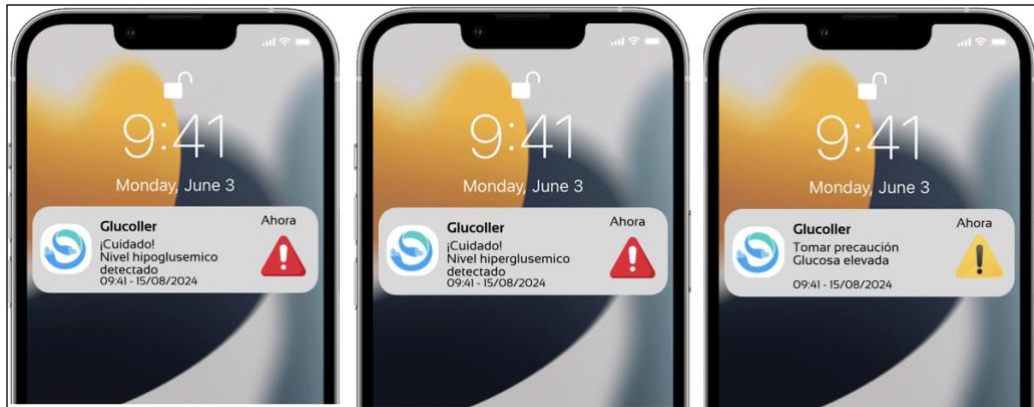 9:41
Monday, June 3
Glucoller
Ahora
¡Cuidado!
Nivel hipoglusemico
detectado
09:41 - 15/08/2024
9:41
Monday, June 3
Glucoller
Ahora
¡Cuidado!
Nivel hiperglusemico
detectado
09:41 - 15/08/2024
9:41
Monday, June 3
Glucoller
Ahora
Tomar precaución
Glucosa elevada
09:41 - 15/08/2024